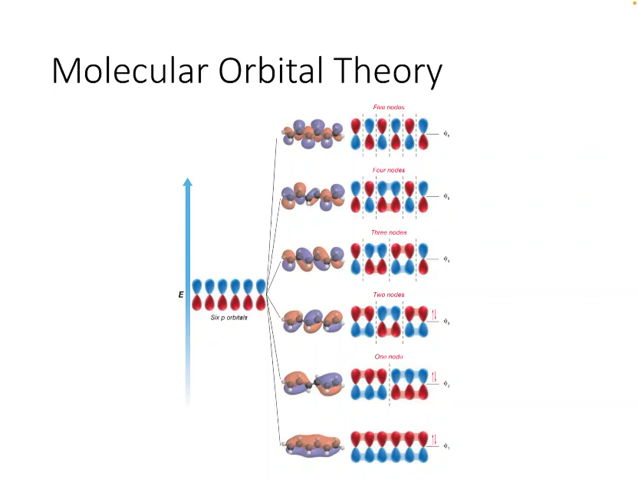 Molecular Orbital Theory
Five nodes
Four nodes
Three nodes
E
Six p orbitals
Two nodes
One node